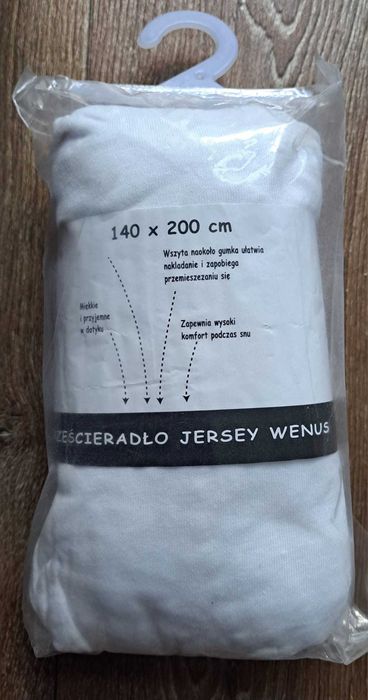 140 x 200 cm
Wszyta naokoło gumka ułatwia
nakladanie i zapobiega
przemieszczaniu się
Miękkie
i przyjemne
w dotyku
Zapewnia wysoki
komfort podczas snu
ZEŚCIERADŁO JERSEY WENUS